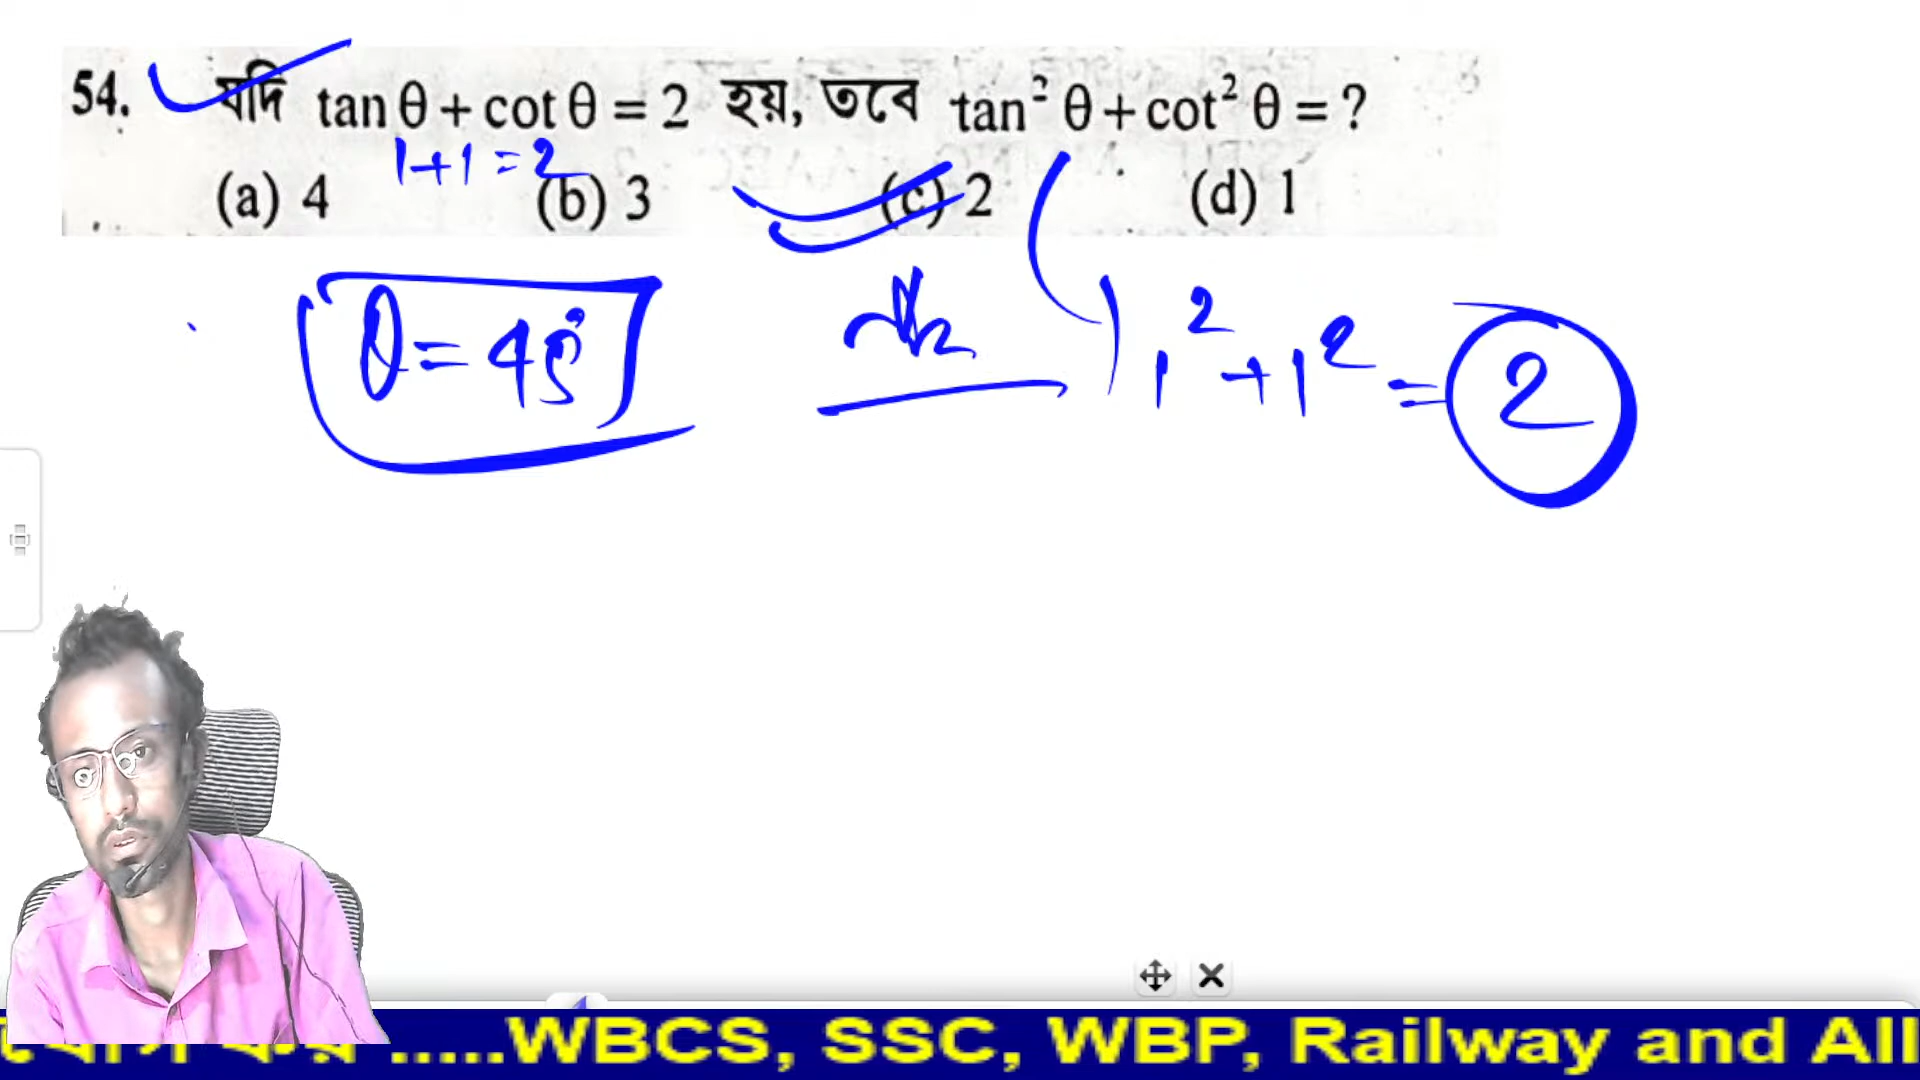 54. যদি tan θ + cot θ = 2 হয়, তবে tan² θ + cot² θ = ?
1+1=2
(a) 4 (b) 3 (c) 2 (d) 1
θ = 45° 1² + 1² = 2
.....WBCS, SSC, WBP, Railway and All